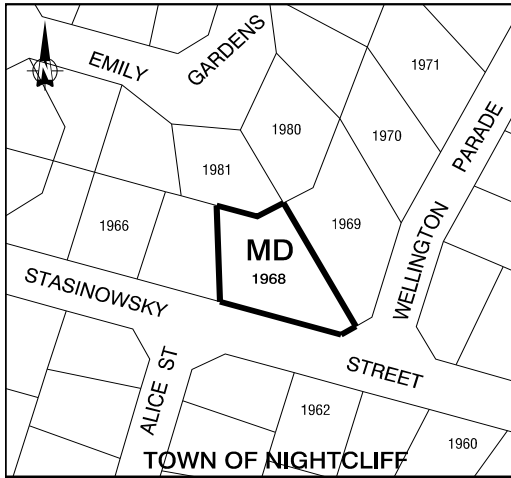 EMILY
GARDENS
N
1971
WELLINGTON PARADE
1980
1970
1981
1966
1969
MD
1968
STASINOWSKY
STREET
ALICE ST
1962
1960
TOWN OF NIGHTCLIFF